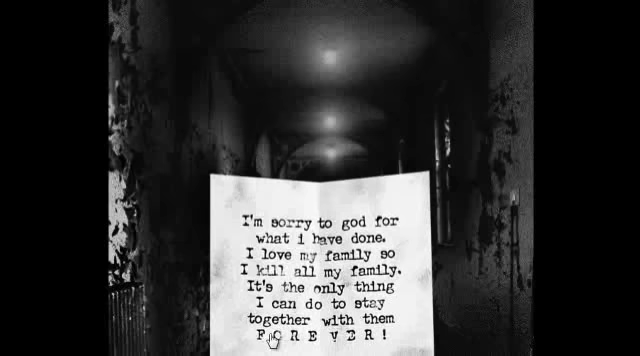 I'm sorry to god for
what i have done.
I love my family so
I kill all my family.
It's the only thing
I can do to stay
together with them
F O R E V E R !